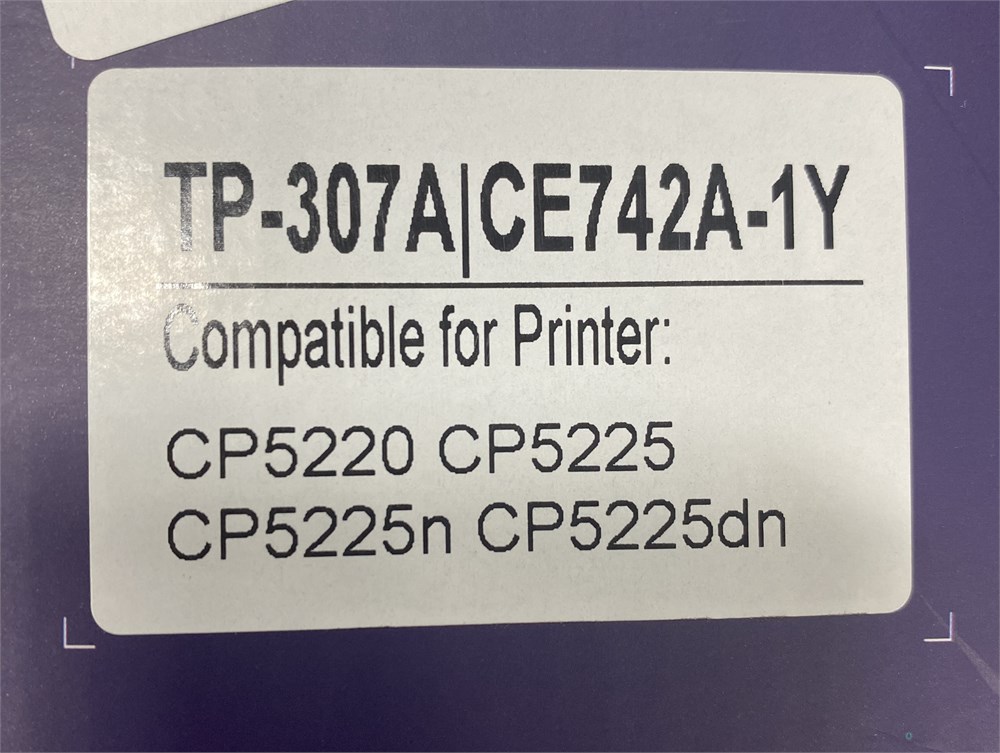 TP-307A|CE742A-1Y
Compatible for Printer:
CP5220 CP5225
CP5225n CP5225dn